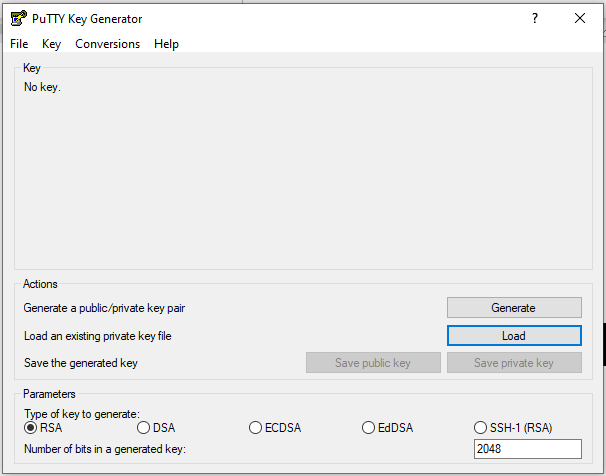 PuTTY Key Generator
? ×
File Key Conversions Help
Key
No key.
Actions
Generate a public/private key pair Generate
Load an existing private key file Load
Save the generated key Save public key Save private key
Parameters
Type of key to generate:
RSA DSA ECDSA EdDSA SSH-1 (RSA)
Number of bits in a generated key: 2048